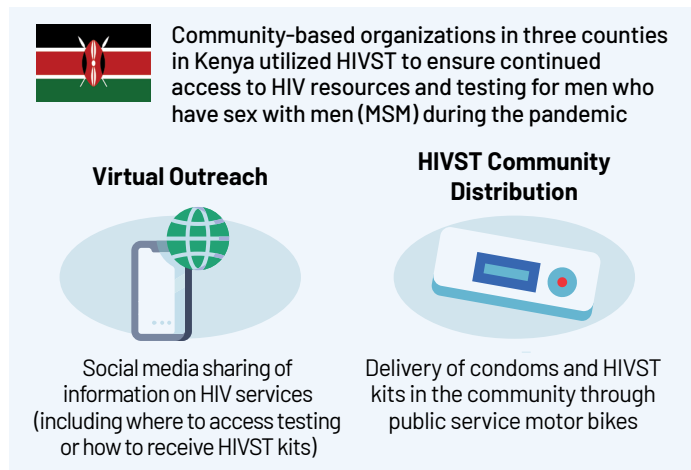 Community-based organizations in three counties
in Kenya utilized HIVST to ensure continued
access to HIV resources and testing for men who
have sex with men (MSM) during the pandemic
Virtual Outreach
Social media sharing of
information on HIV services
(including where to access testing
or how to receive HIVST kits)
HIVST Community
Distribution
Delivery of condoms and HIVST
kits in the community through
public service motor bikes